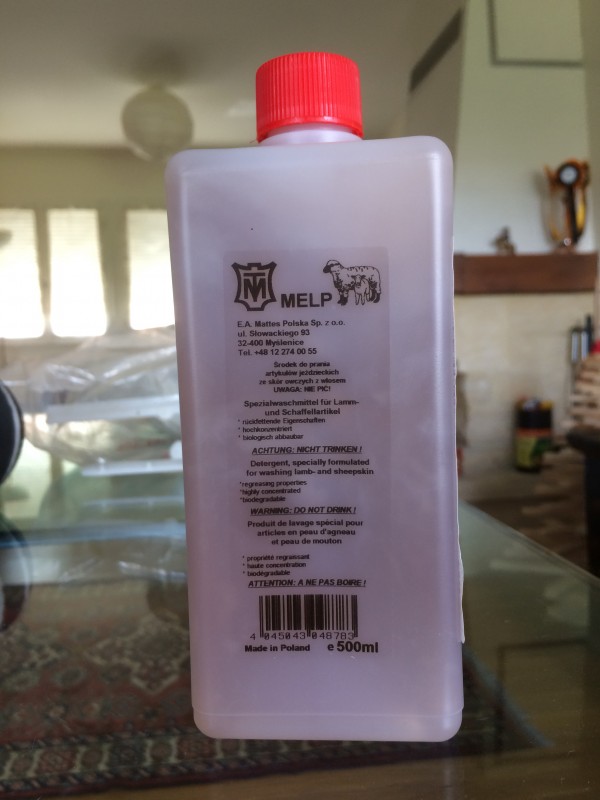 TM
MELP
E.A. Mattes Polska Sp. z o.o.
ul. Słowackiego 93
32-400 Myślenice
Tel. +48 12 274 00 55
Środek do prania
artykułów jeździeckich
ze skór owczych z włosem
UWAGA: NIE PIĆ!
Spezialwaschmittel für Lamm-
und Schaffellartikel
* rückfettende Eigenschaften
* hochkonzentriert
* biologisch abbaubar
ACHTUNG: NICHT TRINKEN !
Detergent, specially formulated
for washing lamb- and sheepskin
*regreasing properties
*highly concentrated
*biodegradable
WARNING: DO NOT DRINK !
Produit de lavage spécial pour
articles en peau d'agneau
et peau de mouton
* propriété regraissant
* haute concentration
* biodégradable
ATTENTION: A NE PAS BOIRE !
4 045043 046783
Made in Poland e 500ml